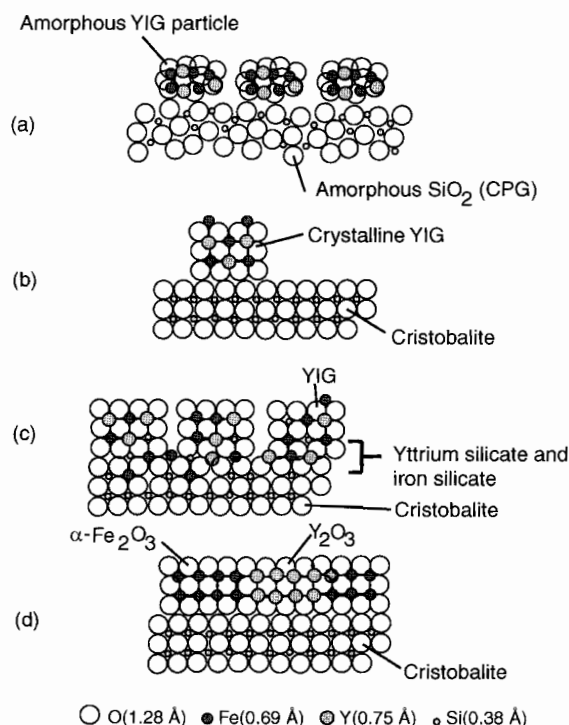 Amorphous YIG particle
(a)
Amorphous SiO2 (CPG)
(b)
Crystalline YIG
Cristobalite
YIG
(c)
Yttrium silicate and
iron silicate
Cristobalite
α-Fe2O3
Y2O3
(d)
Cristobalite
O(1.28 Å) Fe(0.69 Å) Y(0.75 Å) Si(0.38 Å)